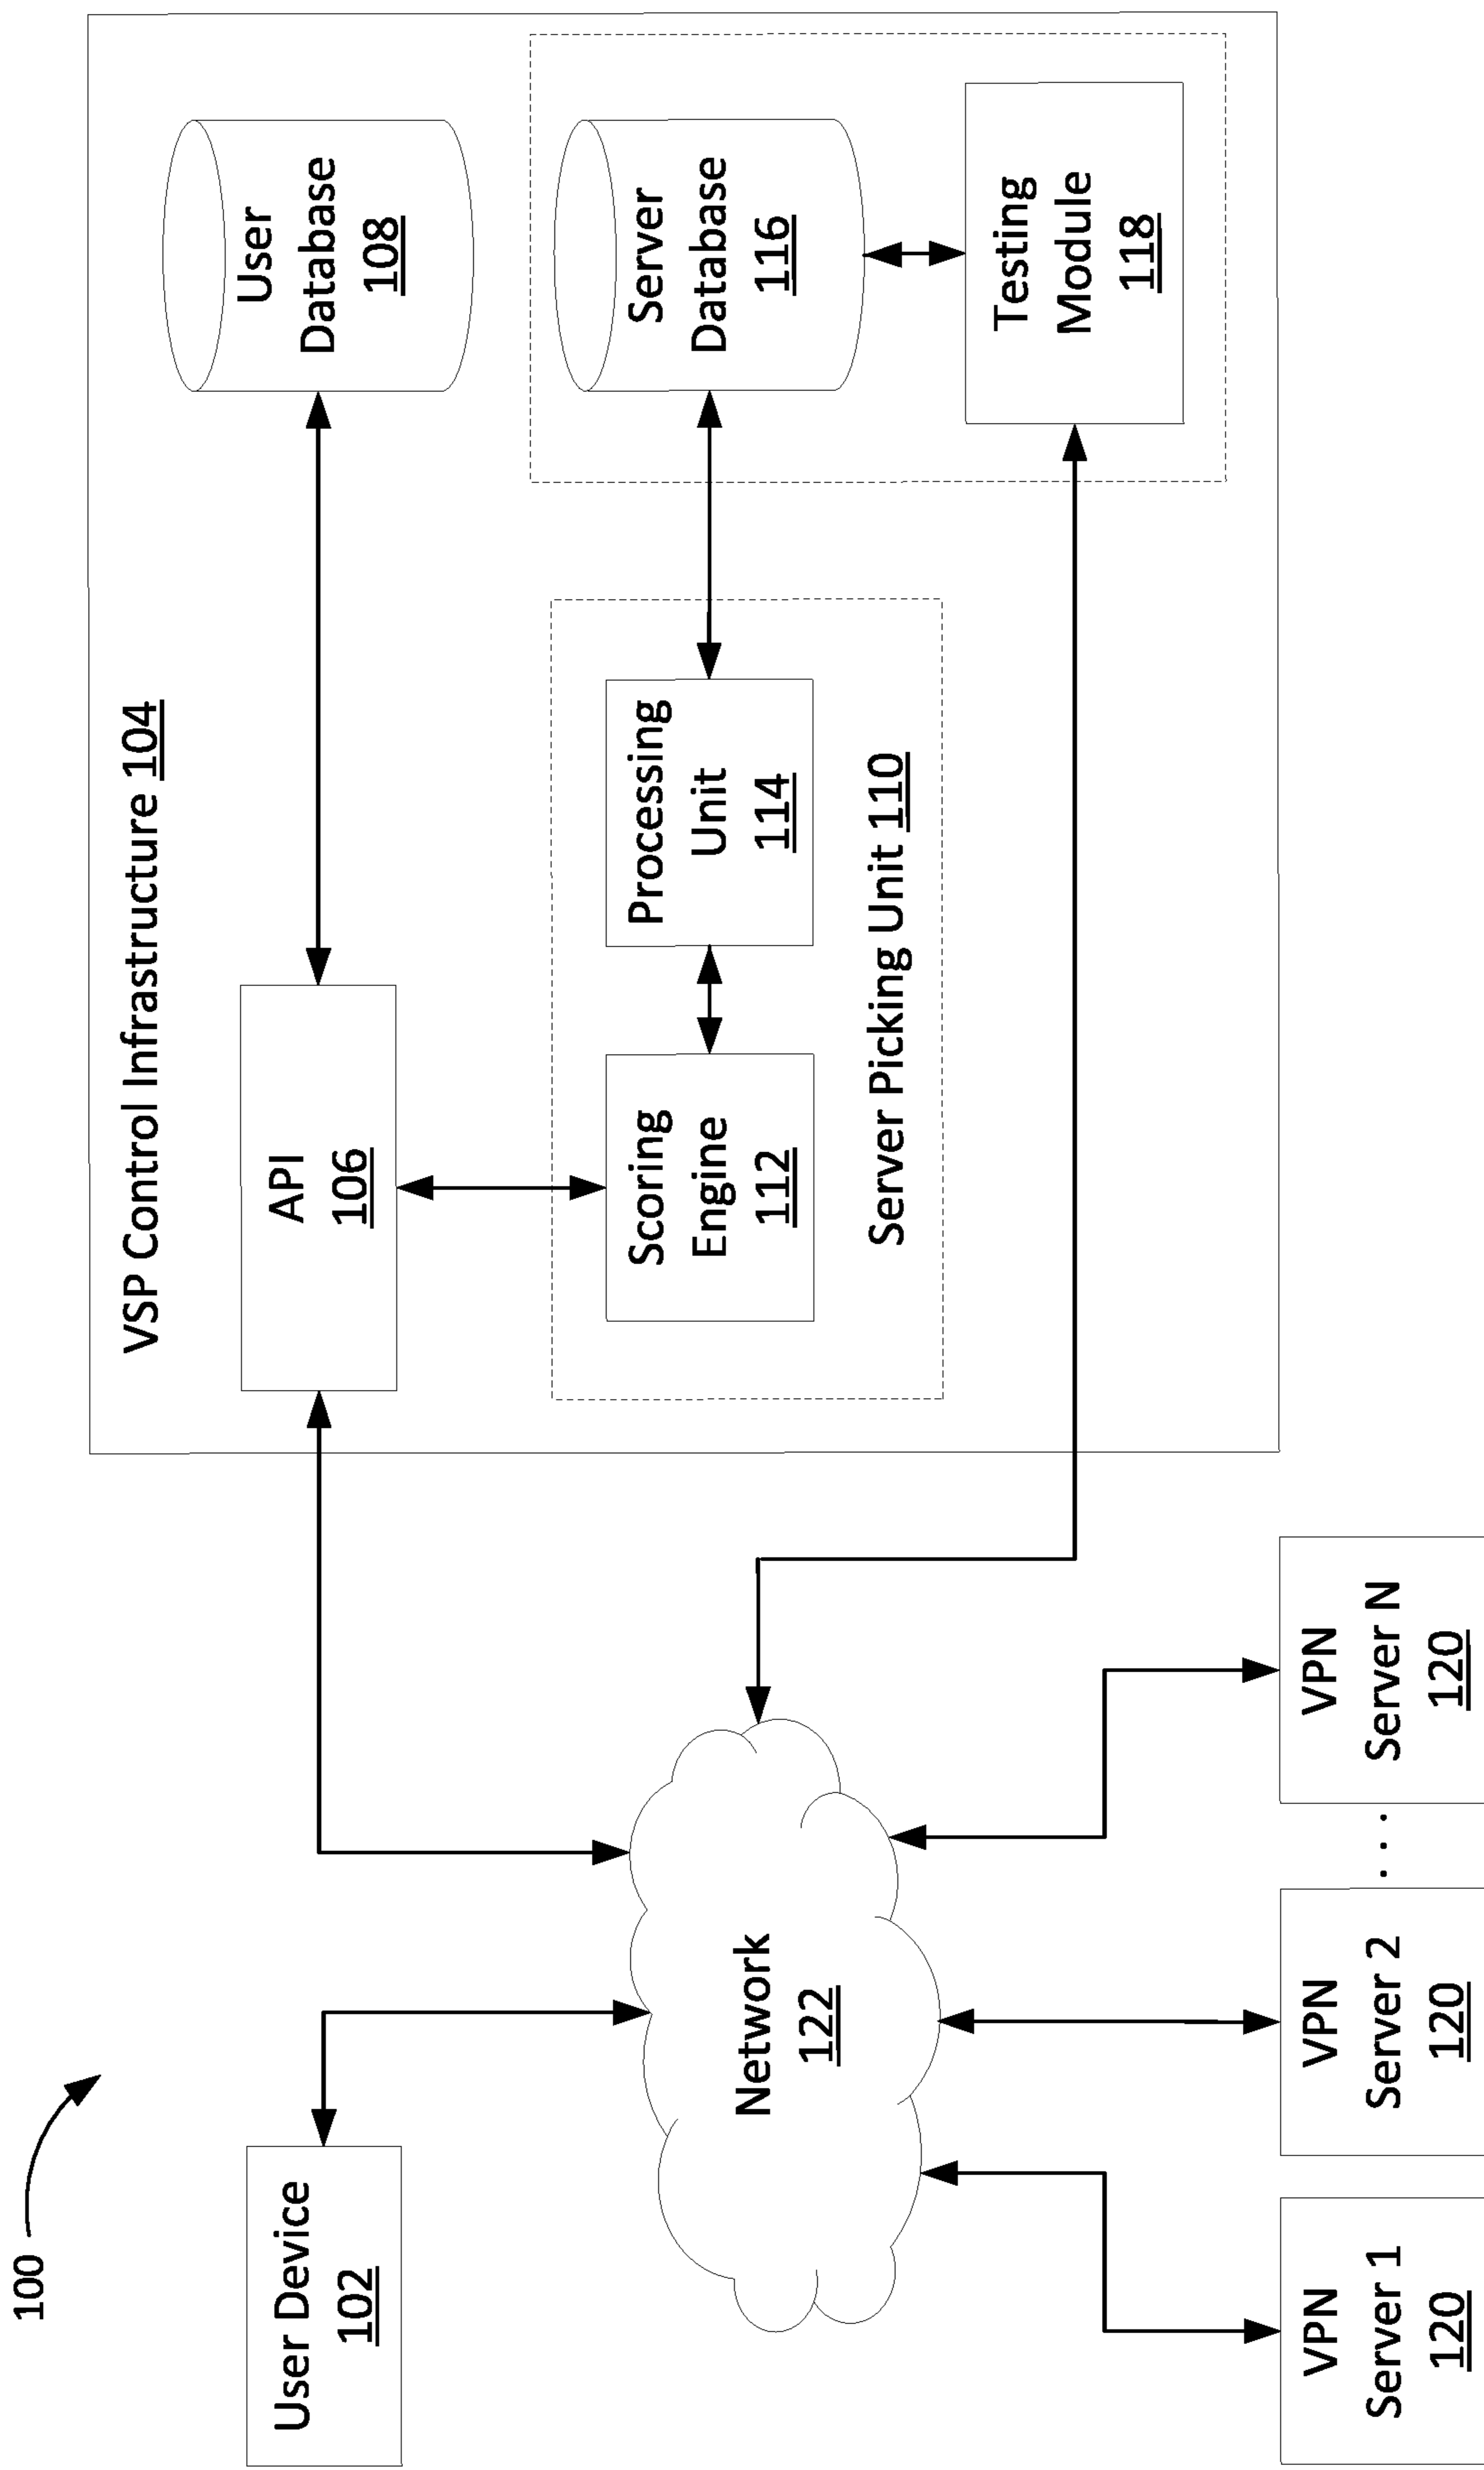 100
User Device
102
Network
122
VPN
Server 1
120
VPN
Server 2
120
. . .
VPN
Server N
120
VSP Control Infrastructure 104
API
106
User
Database
108
Scoring
Engine
112
Processing
Unit
114
Server Picking Unit 110
Server
Database
116
Testing
Module
118